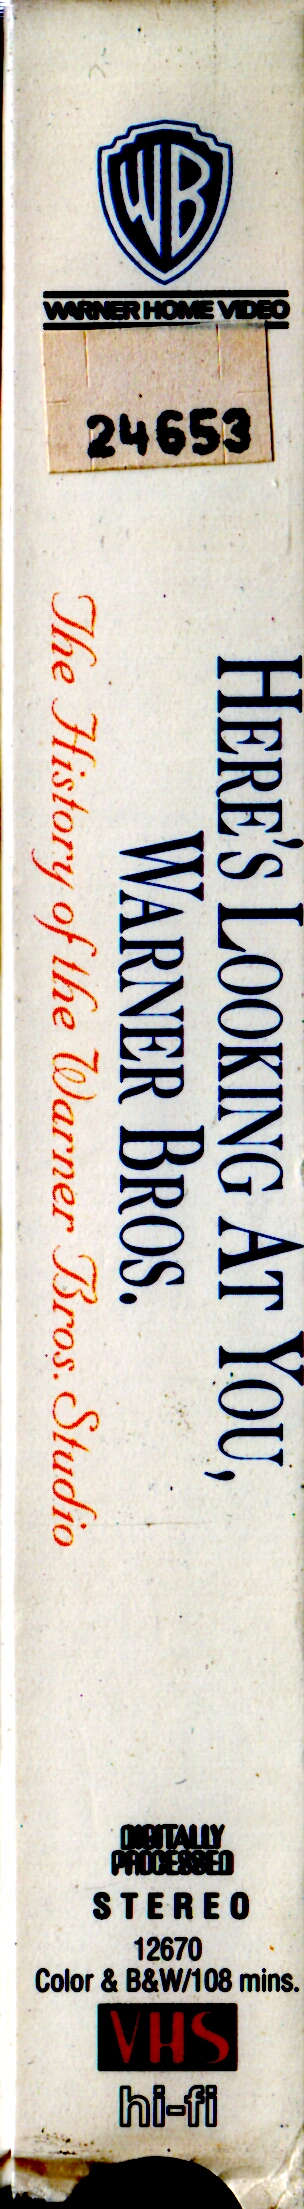 WB
WARNER HOME VIDEO
24653
HERE'S LOOKING AT YOU,
WARNER BROS.
The History of the Warner Bros. Studio
DIGITALLY
PROCESSED
STEREO
12670
Color & B&W/108 mins.
VHS
hi-fi